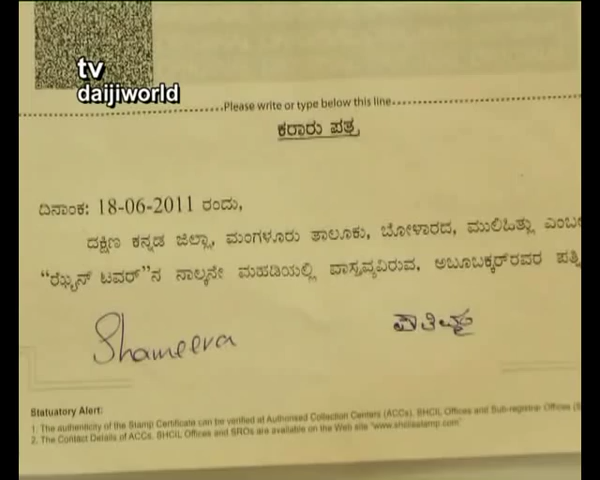 tv
daijiworld
Please write or type below this line
ಕರಾರು ಪತ್ರ
ದಿನಾಂಕ: 18-06-2011 ರಂದು,
ದಕ್ಷಿಣ ಕನ್ನಡ ಜಿಲ್ಲಾ, ಮಂಗಳೂರು ತಾಲೂಕು, ಬೋಳಾರದ, ಮುಲಿಹಿತ್ಲು
"ಝೈನ್ ಟವರ್"ನ ನಾಲ್ಕನೇ ಮಹಡಿಯಲ್ಲಿ ವಾಸ್ತವ್ಯವಿರುವ, ಅಬೂಬಕ್ಕರ್‌ರವರ ಪತ್ನಿ
Shameera
Statuatory Alert:
1. The authenticity of the Stamp Certificate can be verified at Authorised Collection Centers (ACCs), SHCIL Offices and Sub-registrar Offices
2. The Contact Details of ACCs, SHCIL Offices and SROs are available on the Web site "www.shcilestamp.com"